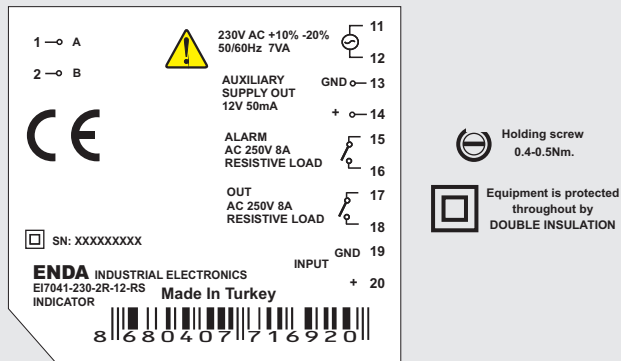 1 A
2 B
230V AC +10% -20%
50/60Hz 7VA
11
12
AUXILIARY
SUPPLY OUT
12V 50mA
GND 13
+ 14
ALARM
AC 250V 8A
RESISTIVE LOAD
15
16
OUT
AC 250V 8A
RESISTIVE LOAD
17
18
CE
SN: XXXXXXXXX
INPUT
GND 19
+ 20
ENDA INDUSTRIAL ELECTRONICS
EI7041-230-2R-12-RS
INDICATOR
Made In Turkey
8 680407 716920
Holding screw
0.4-0.5Nm.
Equipment is protected
throughout by
DOUBLE INSULATION